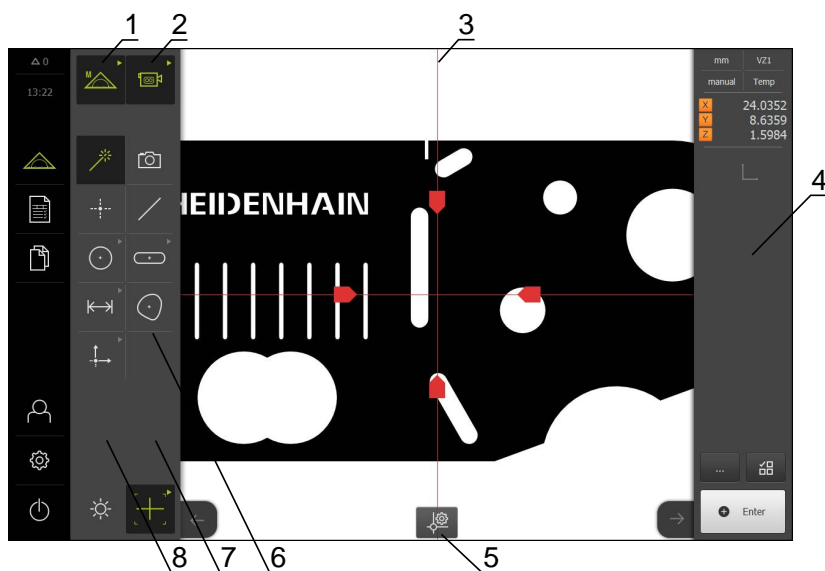 1 2 3
0
mm VZ1
13:22
M
manual Temp
X 24.0352
Y 8.6359
Z 1.5984
4
HEIDENHAIN
...
Enter
8 7 6 5